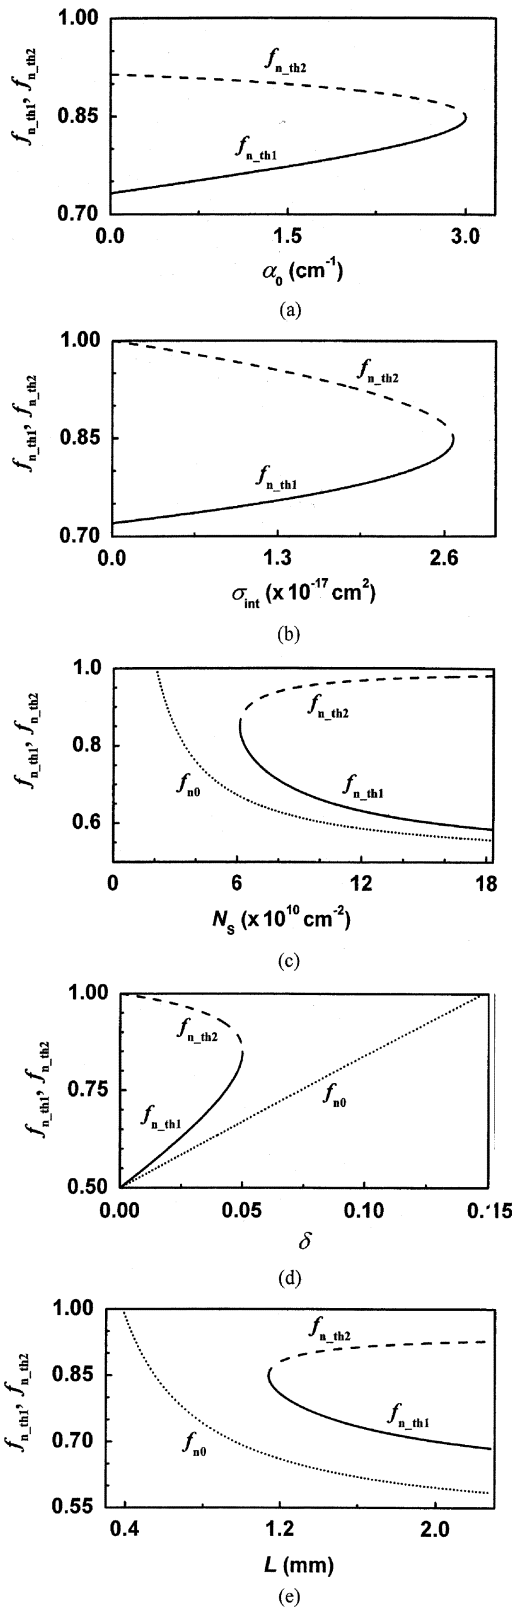 1.00
f_n_th1, f_n_th2
f_n_th2
0.85
f_n_th1
0.70
0.0 1.5 3.0
α_0 (cm^-1)
(a)
1.00
f_n_th1, f_n_th2
f_n_th2
0.85
f_n_th1
0.70
0.0 1.3 2.6
σ_int (x 10^-17 cm^2)
(b)
1.0
f_n_th1, f_n_th2
f_n_th2
0.8
f_n0
f_n_th1
0.6
0 6 12 18
N_S (x 10^10 cm^-2)
(c)
1.00
f_n_th1, f_n_th2
f_n_th2
0.75
f_n_th1
f_n0
0.50
0.00 0.05 0.10 0.15
δ
(d)
1.00
f_n_th1, f_n_th2
f_n_th2
0.85
f_n_th1
0.70
f_n0
0.55
0.4 1.2 2.0
L (mm)
(e)